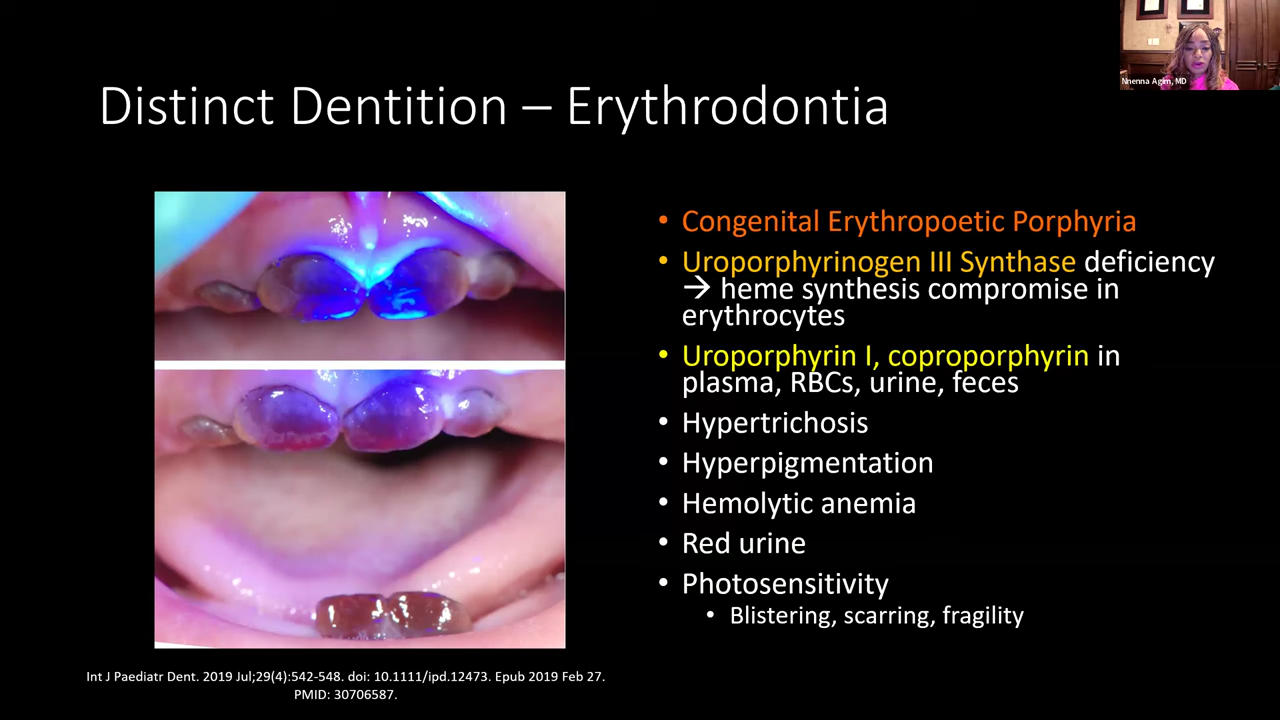 Nnenna Agim, MD
Distinct Dentition – Erythrodontia
• Congenital Erythropoetic Porphyria
• Uroporphyrinogen III Synthase deficiency
→ heme synthesis compromise in
erythrocytes
• Uroporphyrin I, coproporphyrin in
plasma, RBCs, urine, feces
• Hypertrichosis
• Hyperpigmentation
• Hemolytic anemia
• Red urine
• Photosensitivity
• Blistering, scarring, fragility
Int J Paediatr Dent. 2019 Jul;29(4):542-548. doi: 10.1111/ipd.12473. Epub 2019 Feb 27.
PMID: 30706587.